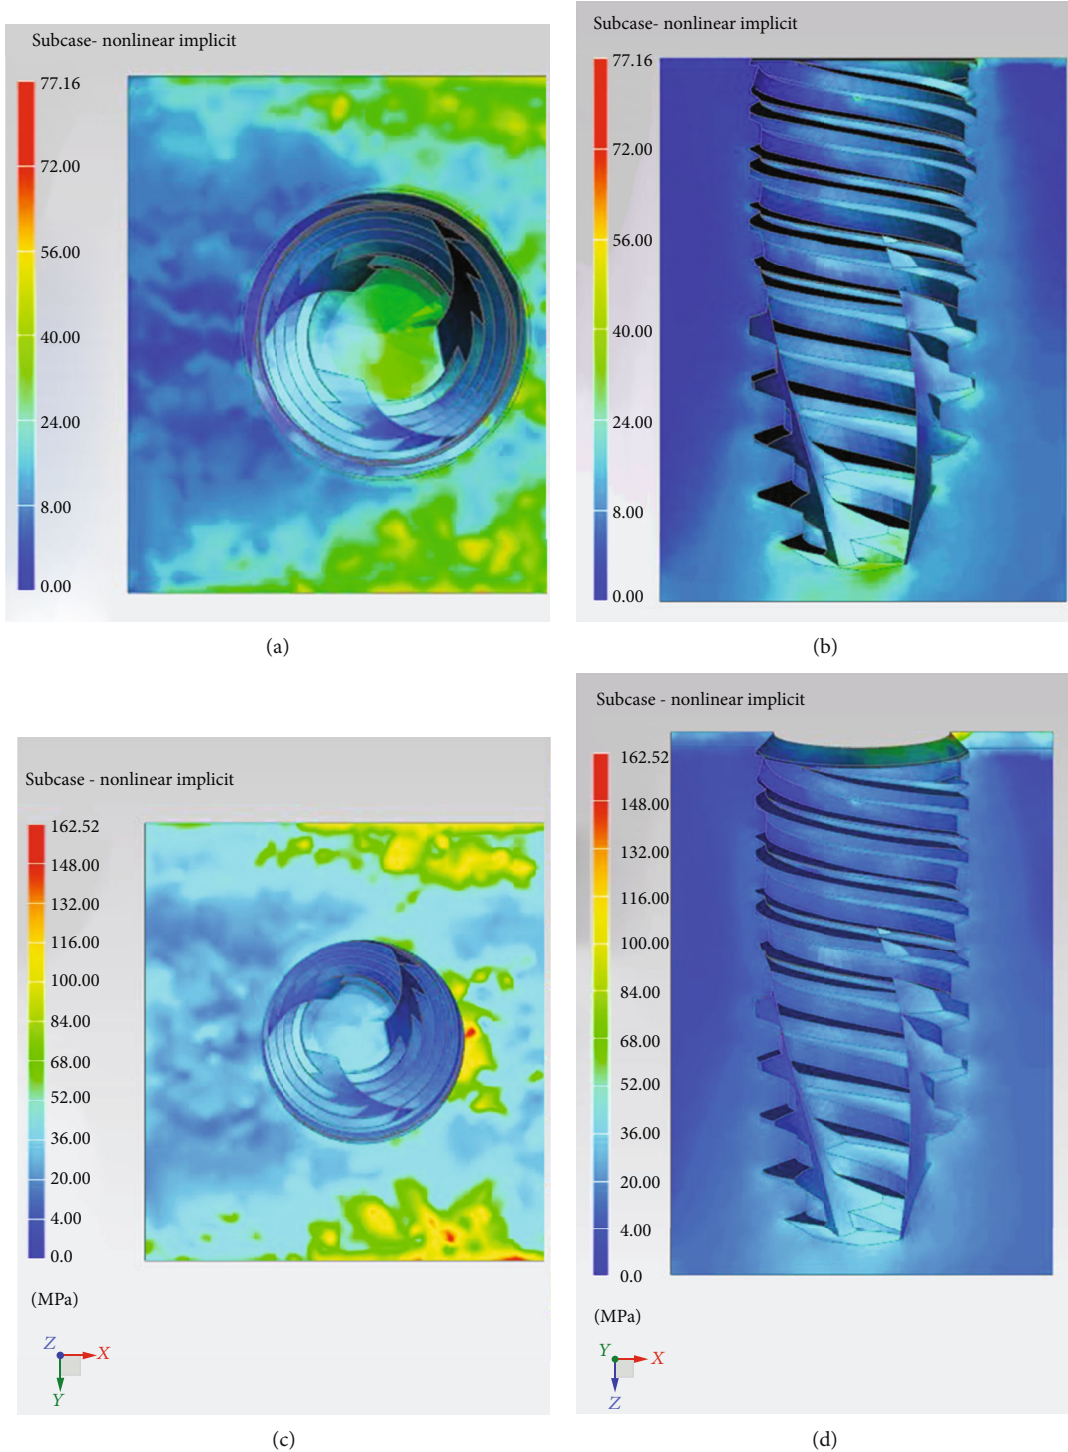 Subcase- nonlinear implicit
77.16
72.00
56.00
40.00
24.00
8.00
0.00
(a)
Subcase- nonlinear implicit
77.16
72.00
56.00
40.00
24.00
8.00
0.00
(b)
Subcase - nonlinear implicit
162.52
148.00
132.00
116.00
100.00
84.00
68.00
52.00
36.00
20.00
4.00
0.0
(MPa)
Z
X
Y
(c)
Subcase - nonlinear implicit
162.52
148.00
132.00
116.00
100.00
84.00
68.00
52.00
36.00
20.00
4.00
0.0
(MPa)
Y
X
Z
(d)